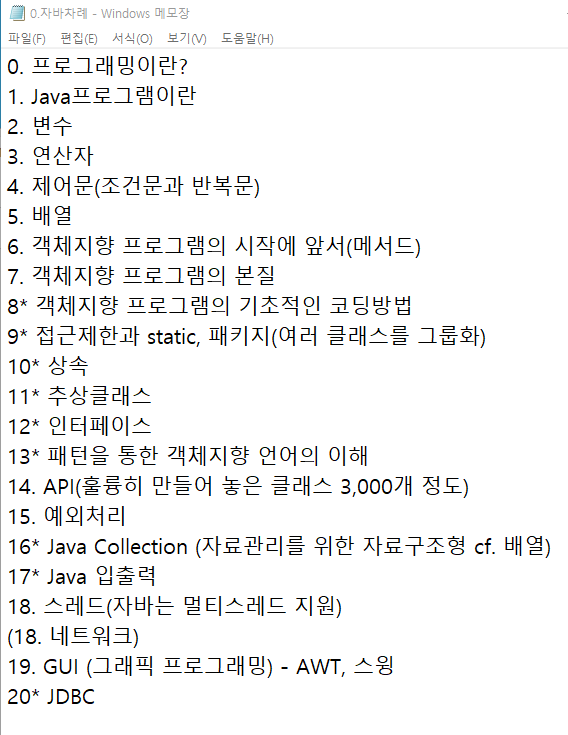 0.자바차례 - Windows 메모장
파일(F) 편집(E) 서식(O) 보기(V) 도움말(H)
0. 프로그래밍이란?
1. Java프로그램이란
2. 변수
3. 연산자
4. 제어문(조건문과 반복문)
5. 배열
6. 객체지향 프로그램의 시작에 앞서(메서드)
7. 객체지향 프로그램의 본질
8* 객체지향 프로그램의 기초적인 코딩방법
9* 접근제한과 static, 패키지(여러 클래스를 그룹화)
10* 상속
11* 추상클래스
12* 인터페이스
13* 패턴을 통한 객체지향 언어의 이해
14. API(훌륭히 만들어 놓은 클래스 3,000개 정도)
15. 예외처리
16* Java Collection (자료관리를 위한 자료구조형 cf. 배열)
17* Java 입출력
18. 스레드(자바는 멀티스레드 지원)
(18. 네트워크)
19. GUI (그래픽 프로그래밍) - AWT, 스윙
20* JDBC